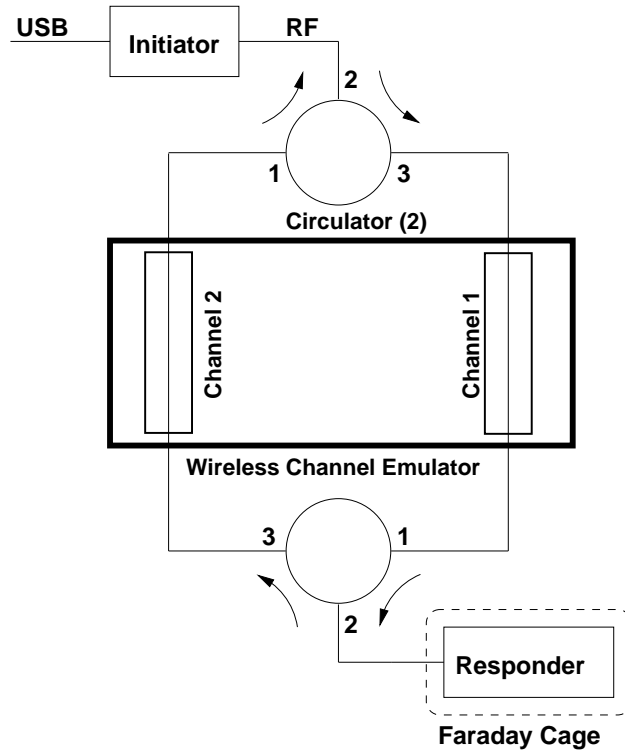 USB
Initiator
RF
2
1
3
Circulator (2)
Channel 2
Channel 1
Wireless Channel Emulator
3
1
2
Responder
Faraday Cage